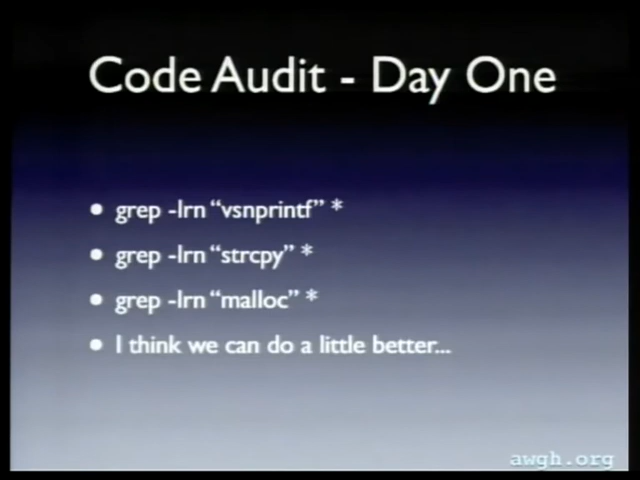 Code Audit - Day One
• grep -lrn “vsnprintf” *
• grep -lrn “strcpy” *
• grep -lrn “malloc” *
• I think we can do a little better...
awgh.org